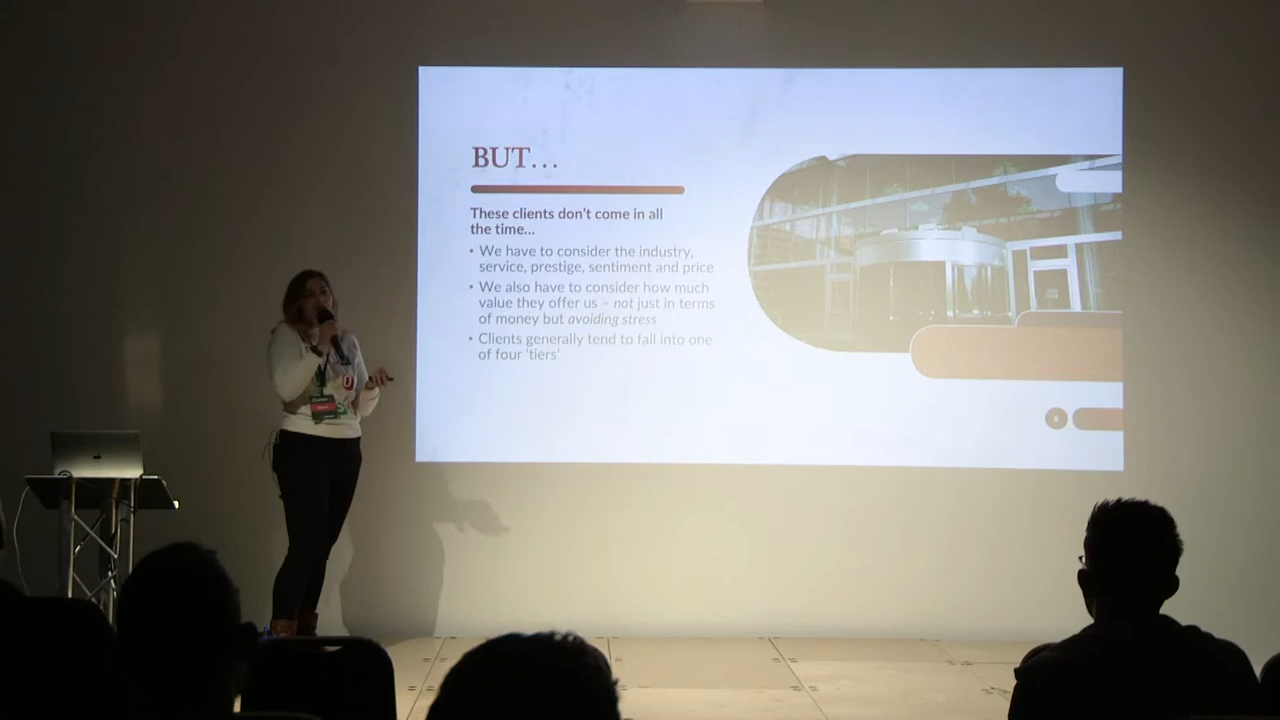 BUT…
These clients don't come in all
the time…
• We have to consider the industry,
service, prestige, sentiment and price
• We also have to consider how much
value they offer us – not just in terms
of money but avoiding stress
• Clients generally tend to fall into one
of four 'tiers'